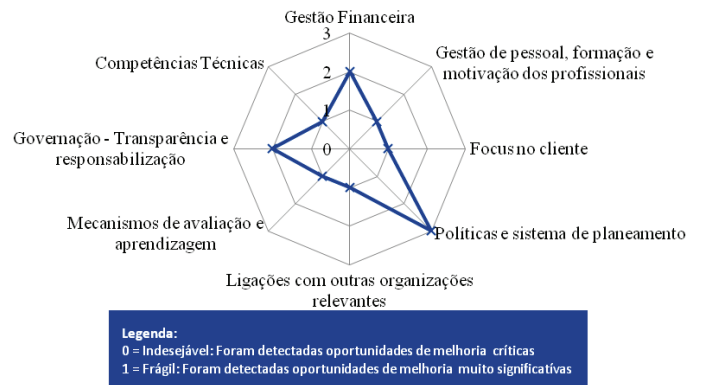 Gestão Financeira
3
Competências Técnicas
Gestão de pessoal, formação e
motivação dos profissionais
2
1
Governação - Transparência e
responsabilização
0
Focus no cliente
Mecanismos de avaliação e
aprendizagem
Políticas e sistema de planeamento
Ligações com outras organizações
relevantes
Legenda:
0 = Indesejável: Foram detectadas oportunidades de melhoria críticas
1 = Frágil: Foram detectadas oportunidades de melhoria muito significatívas